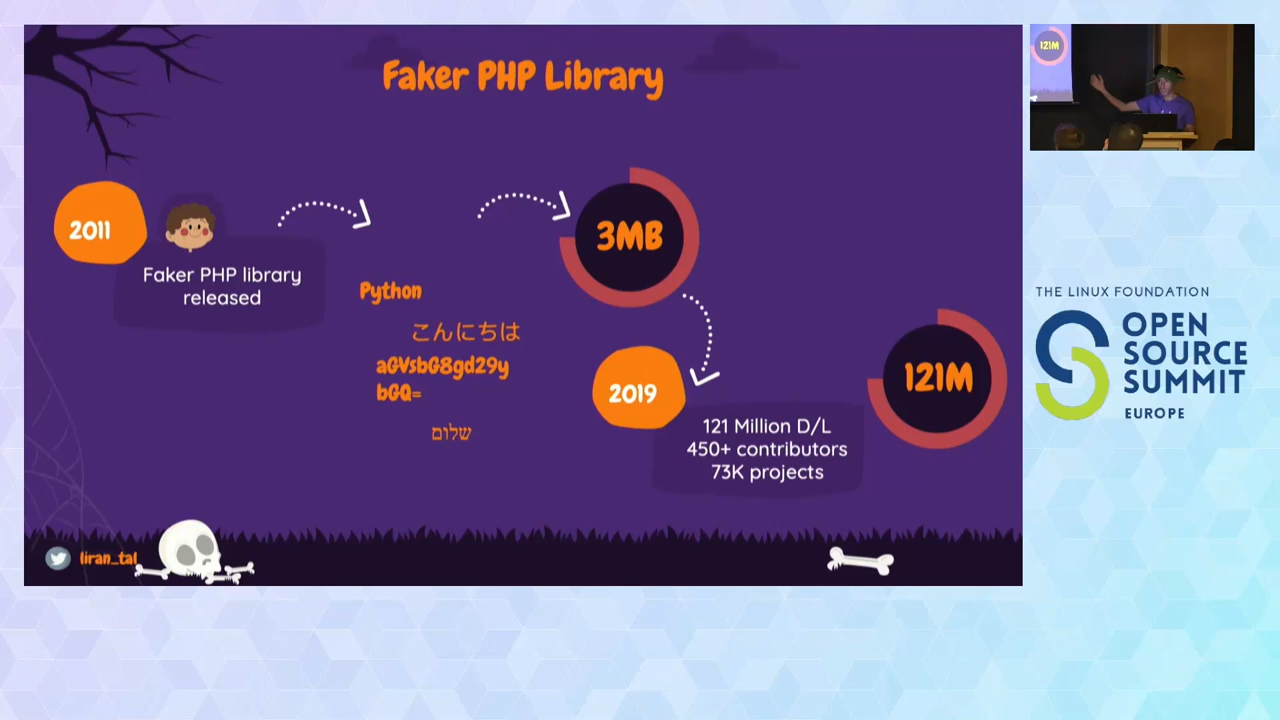 Faker PHP Library
2011
Faker PHP library
released
Python
こんにちは
aGVsbG8gd29y
bGQ=
שלום
3MB
2019
121 Million D/L
450+ contributors
73K projects
121M
liran_tal
121M
THE LINUX FOUNDATION
OPEN
SOURCE
SUMMIT
EUROPE